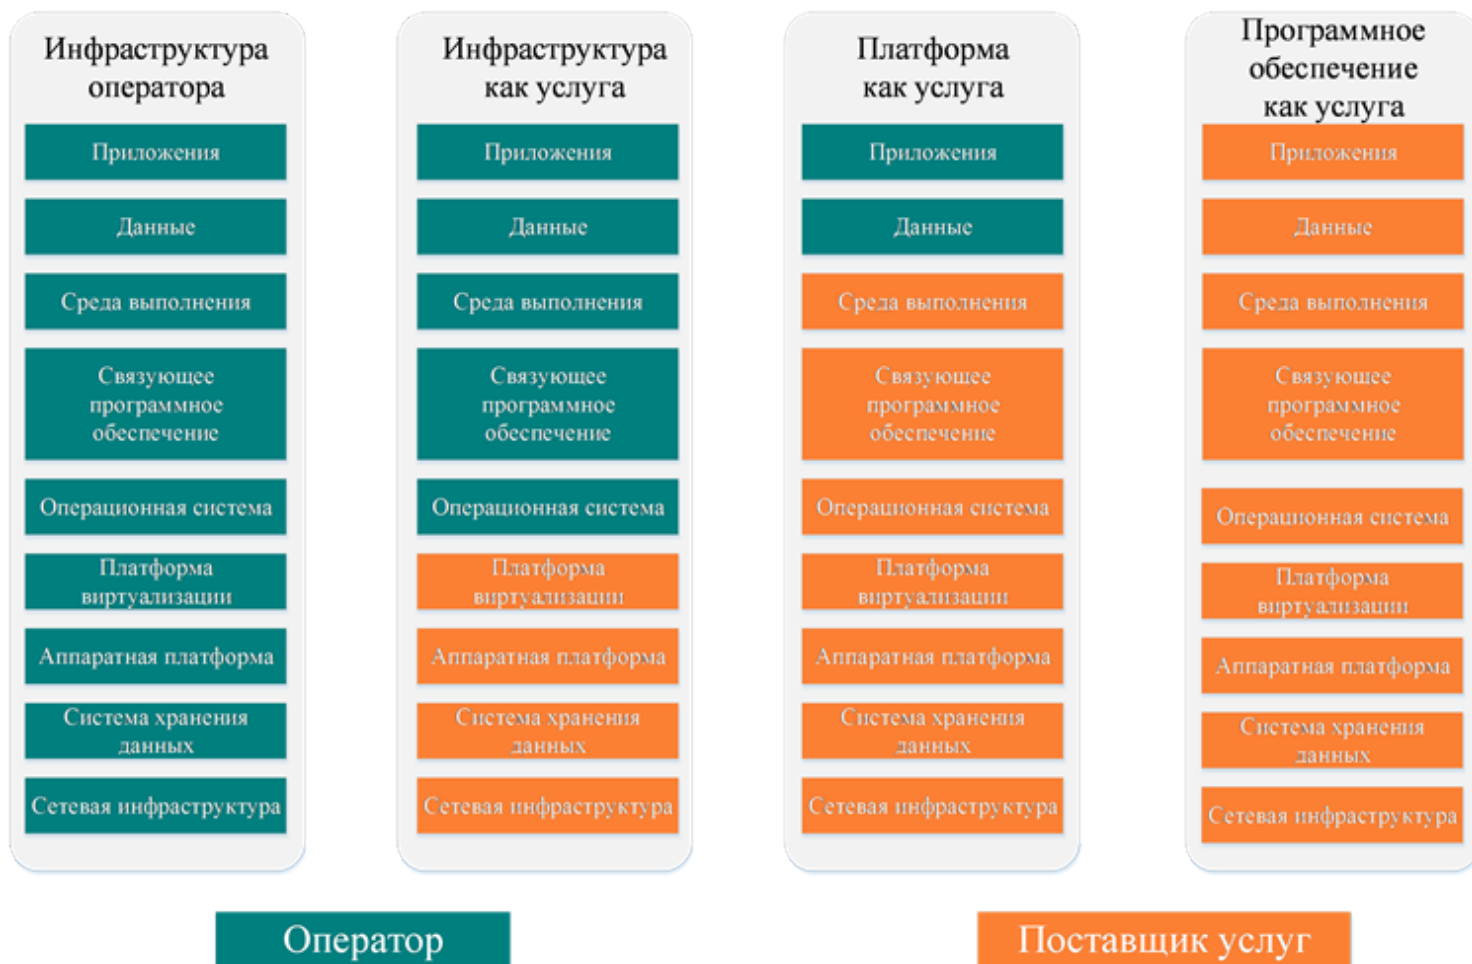 Инфраструктура
оператора
Приложения
Данные
Среда выполнения
Связующее
программное
обеспечение
Операционная система
Платформа
виртуализации
Аппаратная платформа
Система хранения
данных
Сетевая инфраструктура
Инфраструктура
как услуга
Приложения
Данные
Среда выполнения
Связующее
программное
обеспечение
Операционная система
Платформа
виртуализации
Аппаратная платформа
Система хранения
данных
Сетевая инфраструктура
Платформа
как услуга
Приложения
Данные
Среда выполнения
Связующее
программное
обеспечение
Операционная система
Платформа
виртуализации
Аппаратная платформа
Система хранения
данных
Сетевая инфраструктура
Программное
обеспечение
как услуга
Приложения
Данные
Среда выполнения
Связующее
программное
обеспечение
Операционная система
Платформа
виртуализации
Аппаратная платформа
Система хранения
данных
Сетевая инфраструктура
Оператор
Поставщик услуг